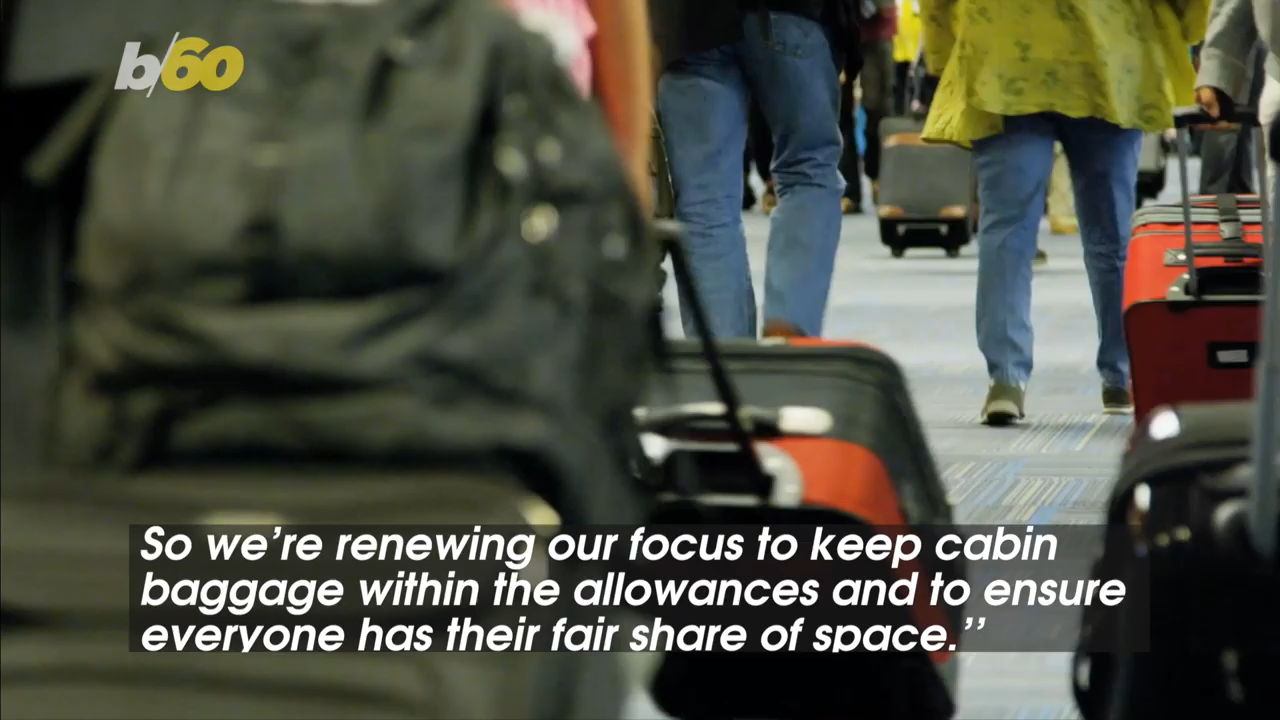 b/60
So we’re renewing our focus to keep cabin
baggage within the allowances and to ensure
everyone has their fair share of space.’’